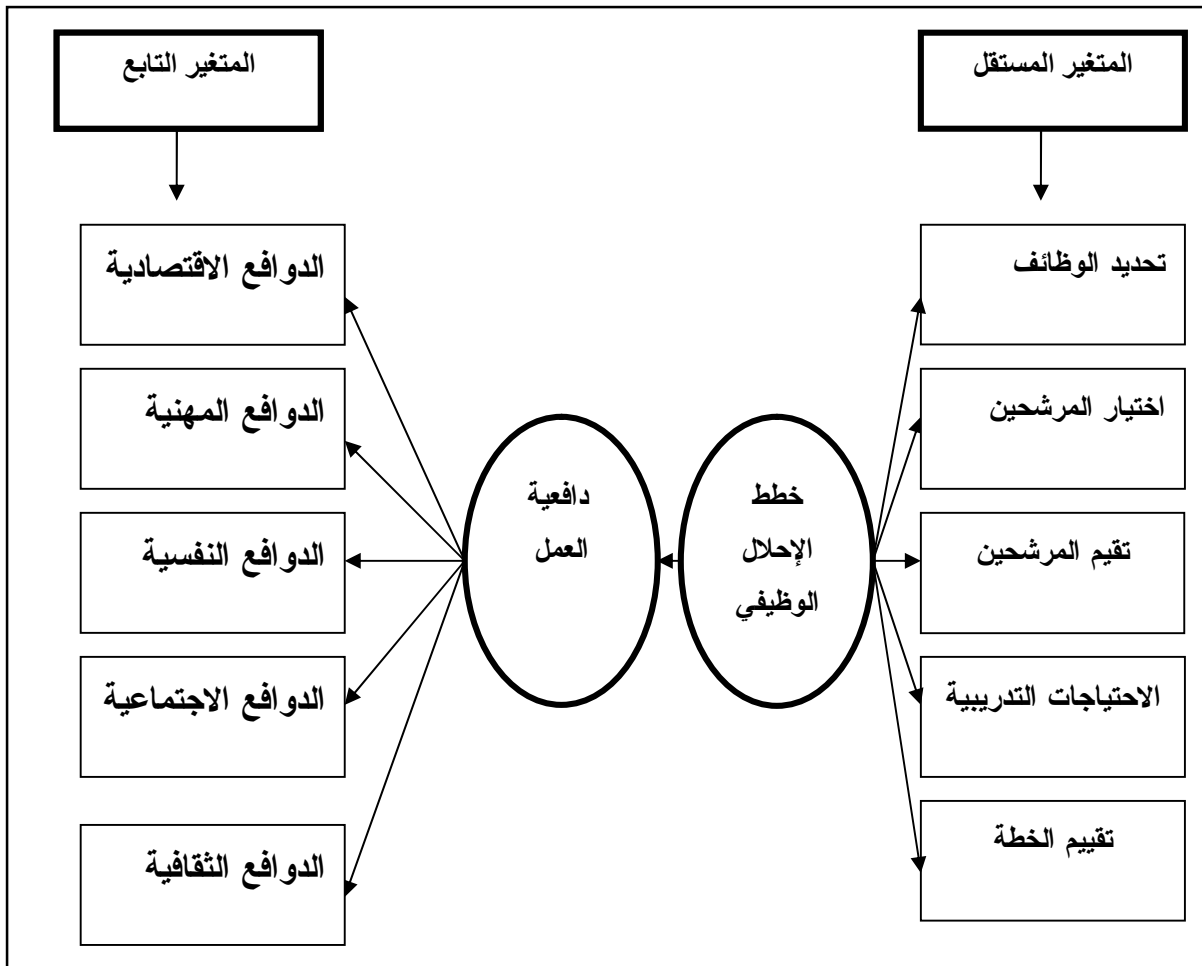 المتغير المستقل
المتغير التابع
تحديد الوظائف
اختيار المرشحين
تقيم المرشحين
الاحتياجات التدريبية
تقييم الخطة
خطط
الإحلال
الوظيفي
دافعية
العمل
الدوافع الاقتصادية
الدوافع المهنية
الدوافع النفسية
الدوافع الاجتماعية
الدوافع الثقافية